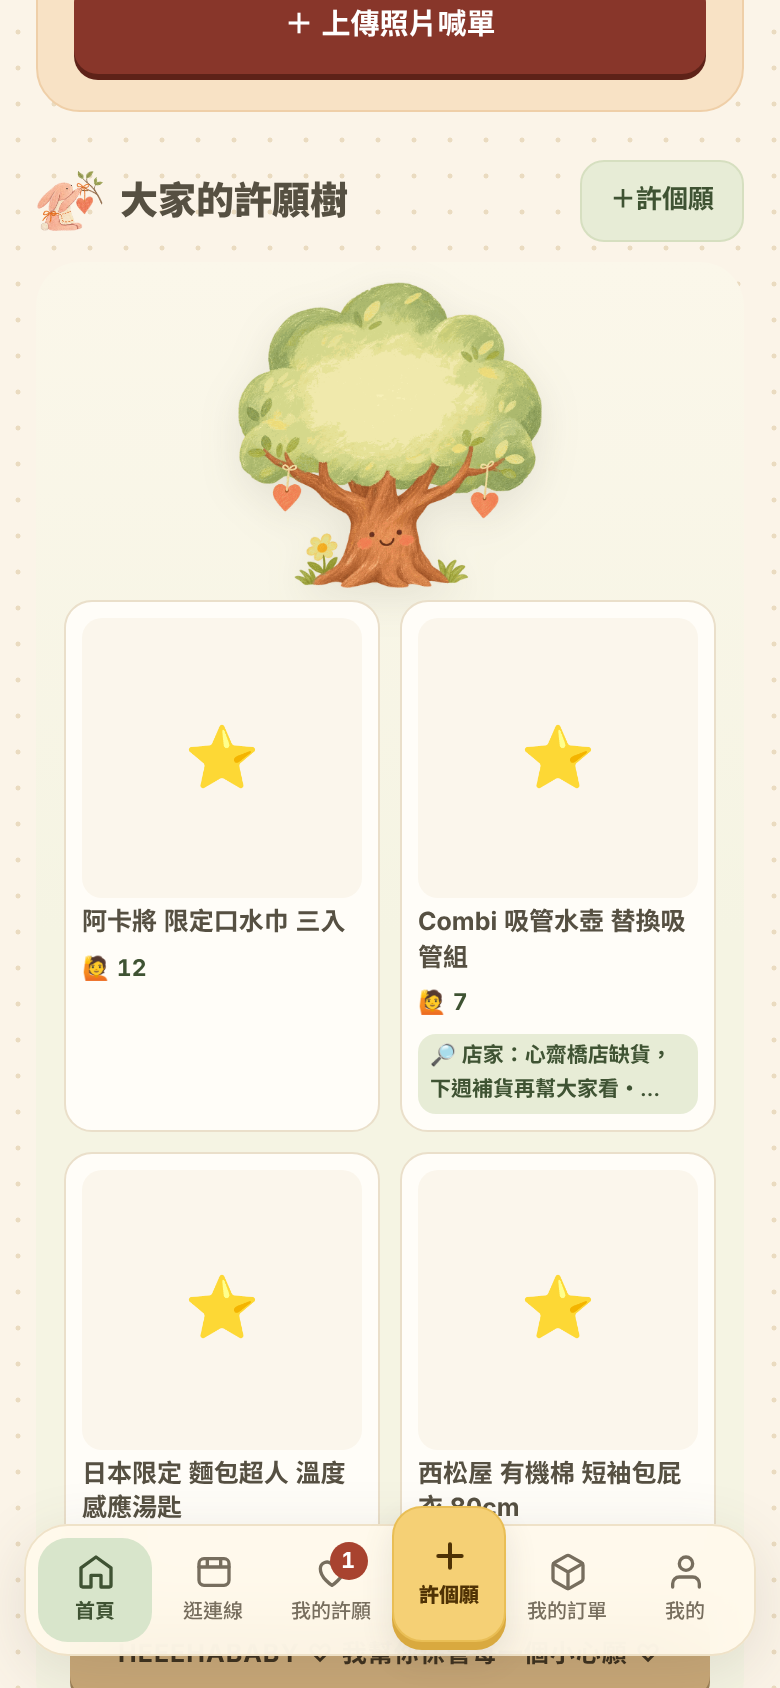 ＋ 上傳照片喊單
大家的許願樹
＋許個願
阿卡將 限定口水巾 三入
🙋 12
Combi 吸管水壺 替換吸
管組
🙋 7
🔎 店家：心齋橋店缺貨，
下週補貨再幫大家看・...
日本限定 麵包超人 溫度
感應湯匙
西松屋 有機棉 短袖包屁
衣 80cm
首頁
逛連線
1
我的許願
許個願
我的訂單
我的